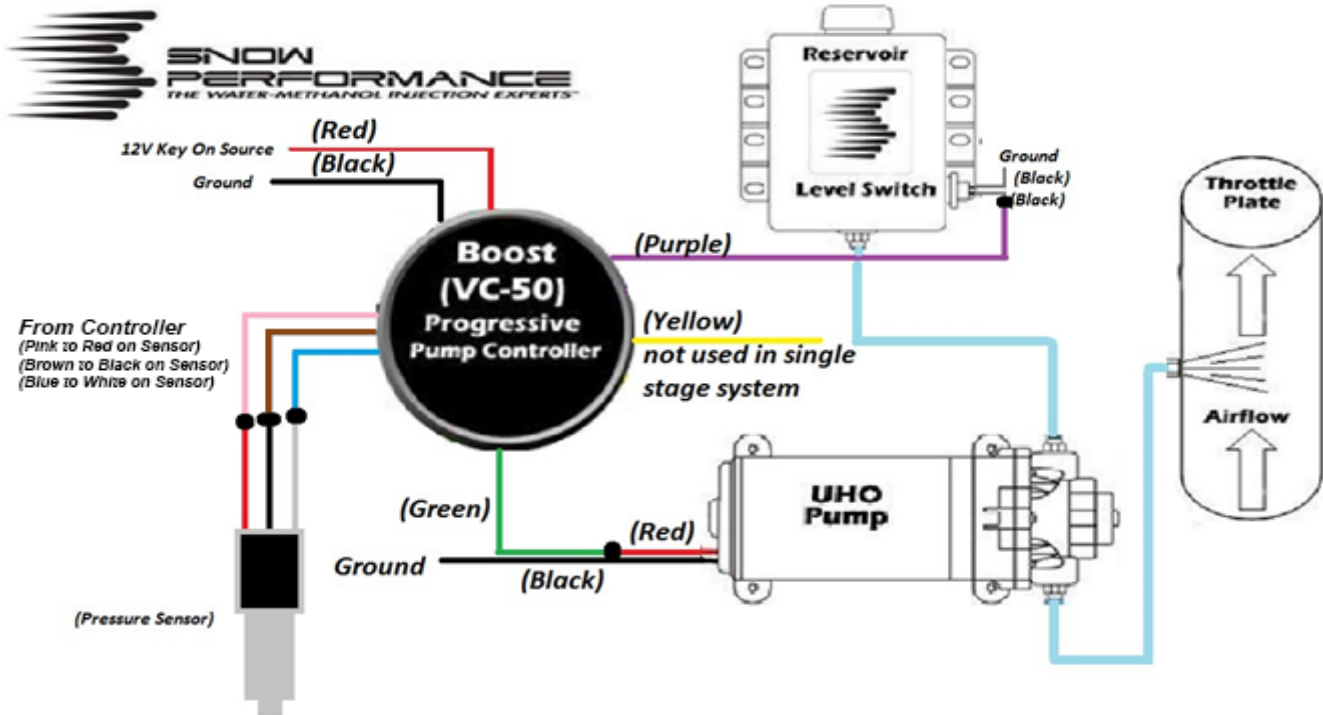 SNOW
PERFORMANCE
THE WATER-METHANOL INJECTION EXPERTS™
12V Key On Source
(Red)
(Black)
Ground
Boost
(VC-50)
Progressive
Pump Controller
From Controller
(Pink to Red on Sensor)
(Brown to Black on Sensor)
(Blue to White on Sensor)
(Pressure Sensor)
(Purple)
(Yellow)
not used in single
stage system
(Green)
(Red)
Ground
(Black)
UHO
Pump
Reservoir
Level Switch
Ground
(Black)
(Black)
Throttle
Plate
Airflow